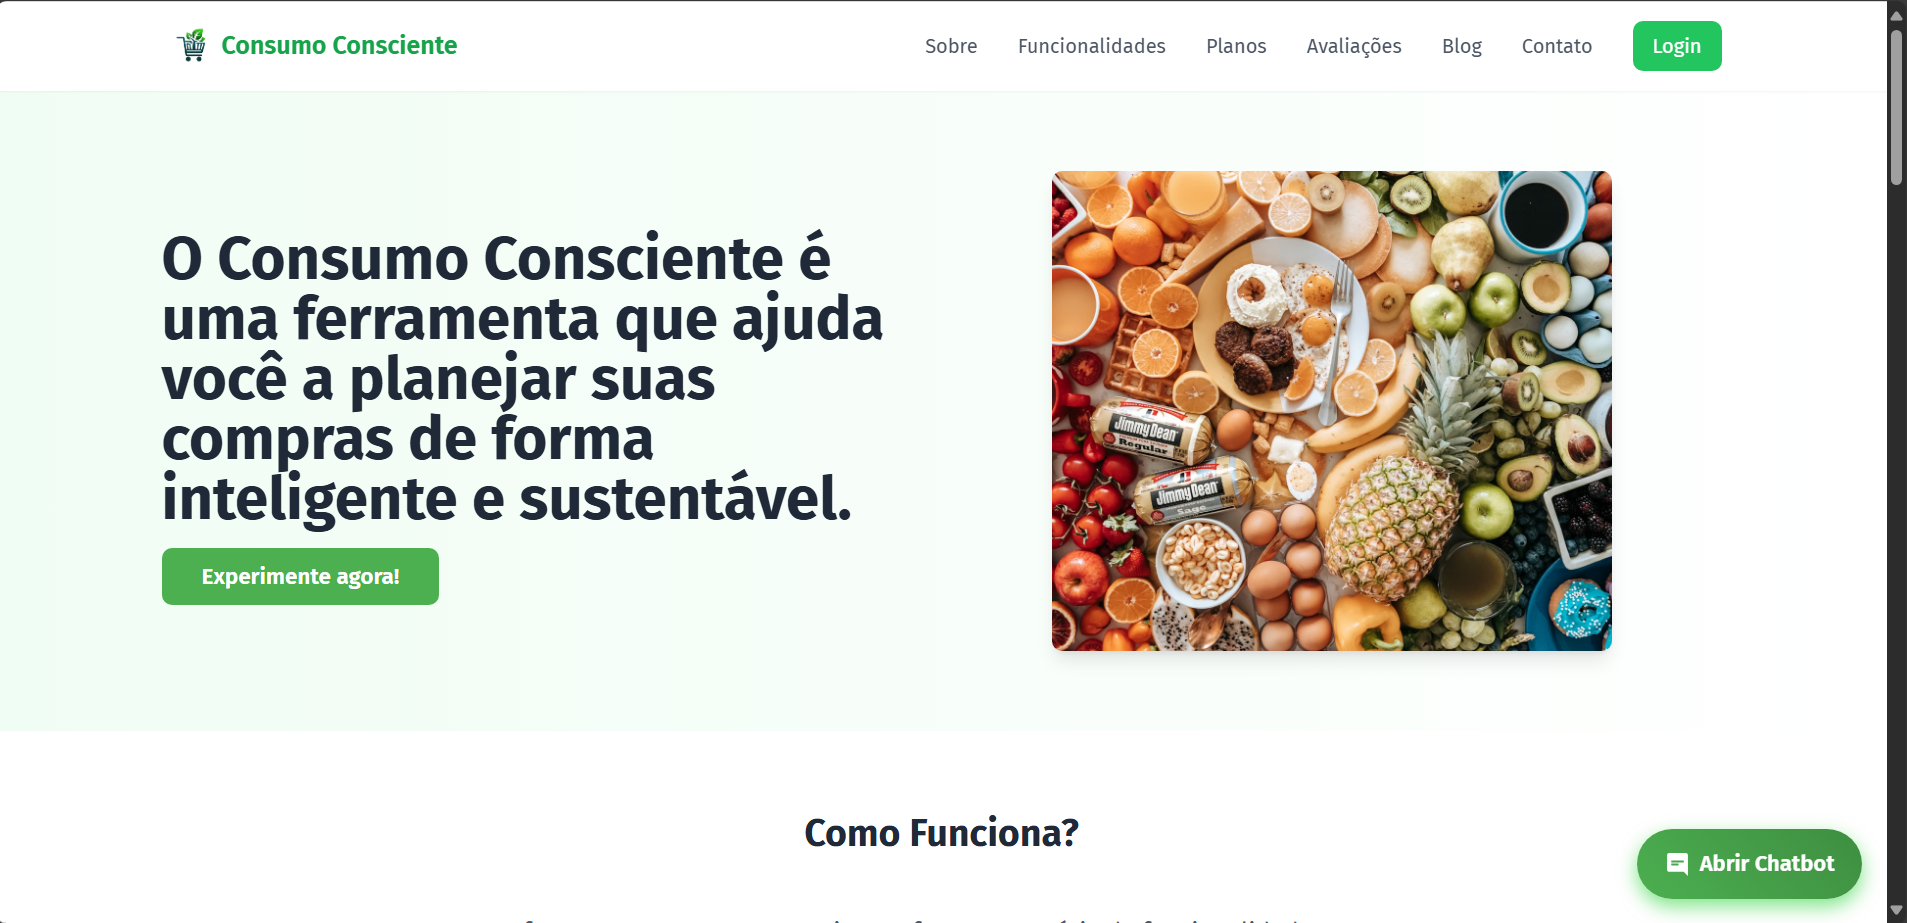 Consumo Consciente
Sobre
Funcionalidades
Planos
Avaliações
Blog
Contato
Login
O Consumo Consciente é
uma ferramenta que ajuda
você a planejar suas
compras de forma
inteligente e sustentável.
Experimente agora!
Jimmy Dean
Regular
Jimmy Dean
Sage
Como Funciona?
Abrir Chatbot